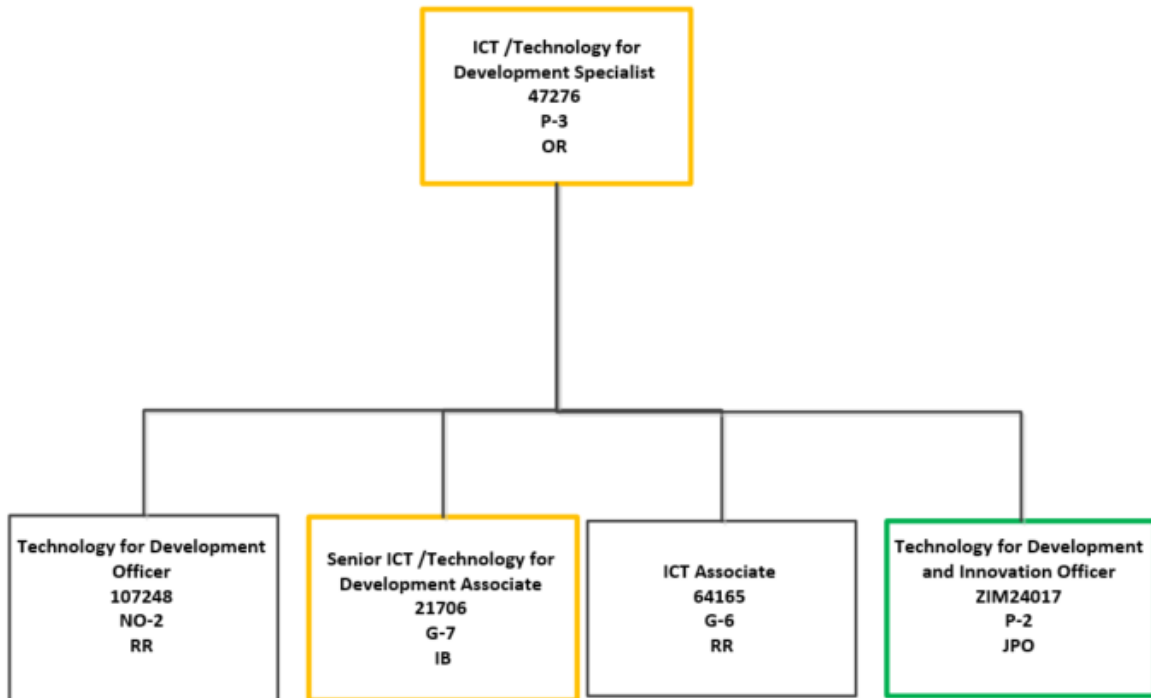 ICT /Technology for
Development Specialist
47276
P-3
OR
Technology for Development
Officer
107248
NO-2
RR
Senior ICT /Technology for
Development Associate
21706
G-7
IB
ICT Associate
64165
G-6
RR
Technology for Development
and Innovation Officer
ZIM24017
P-2
JPO